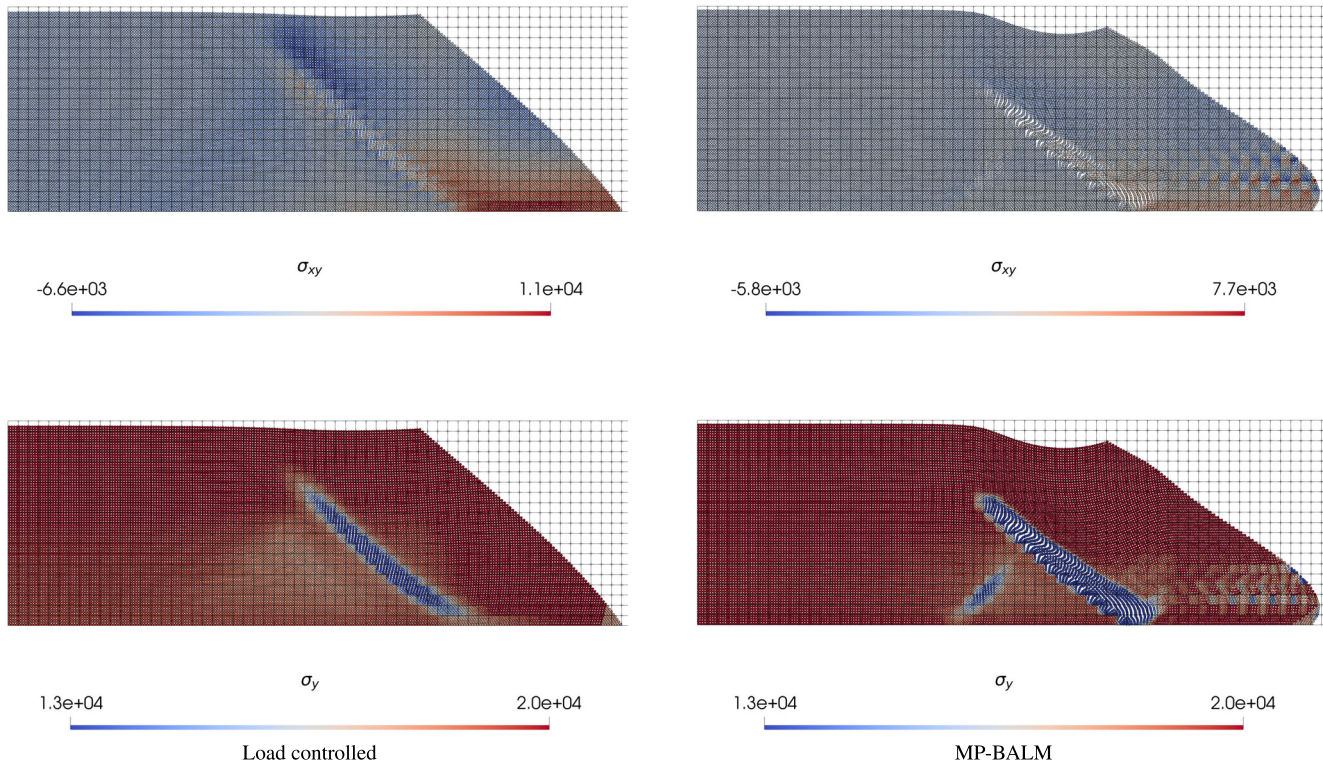 σxy σxy
-6.6e+03 1.1e+04 -5.8e+03 7.7e+03
σy σy
1.3e+04 2.0e+04 1.3e+04 2.0e+04
Load controlled MP-BALM